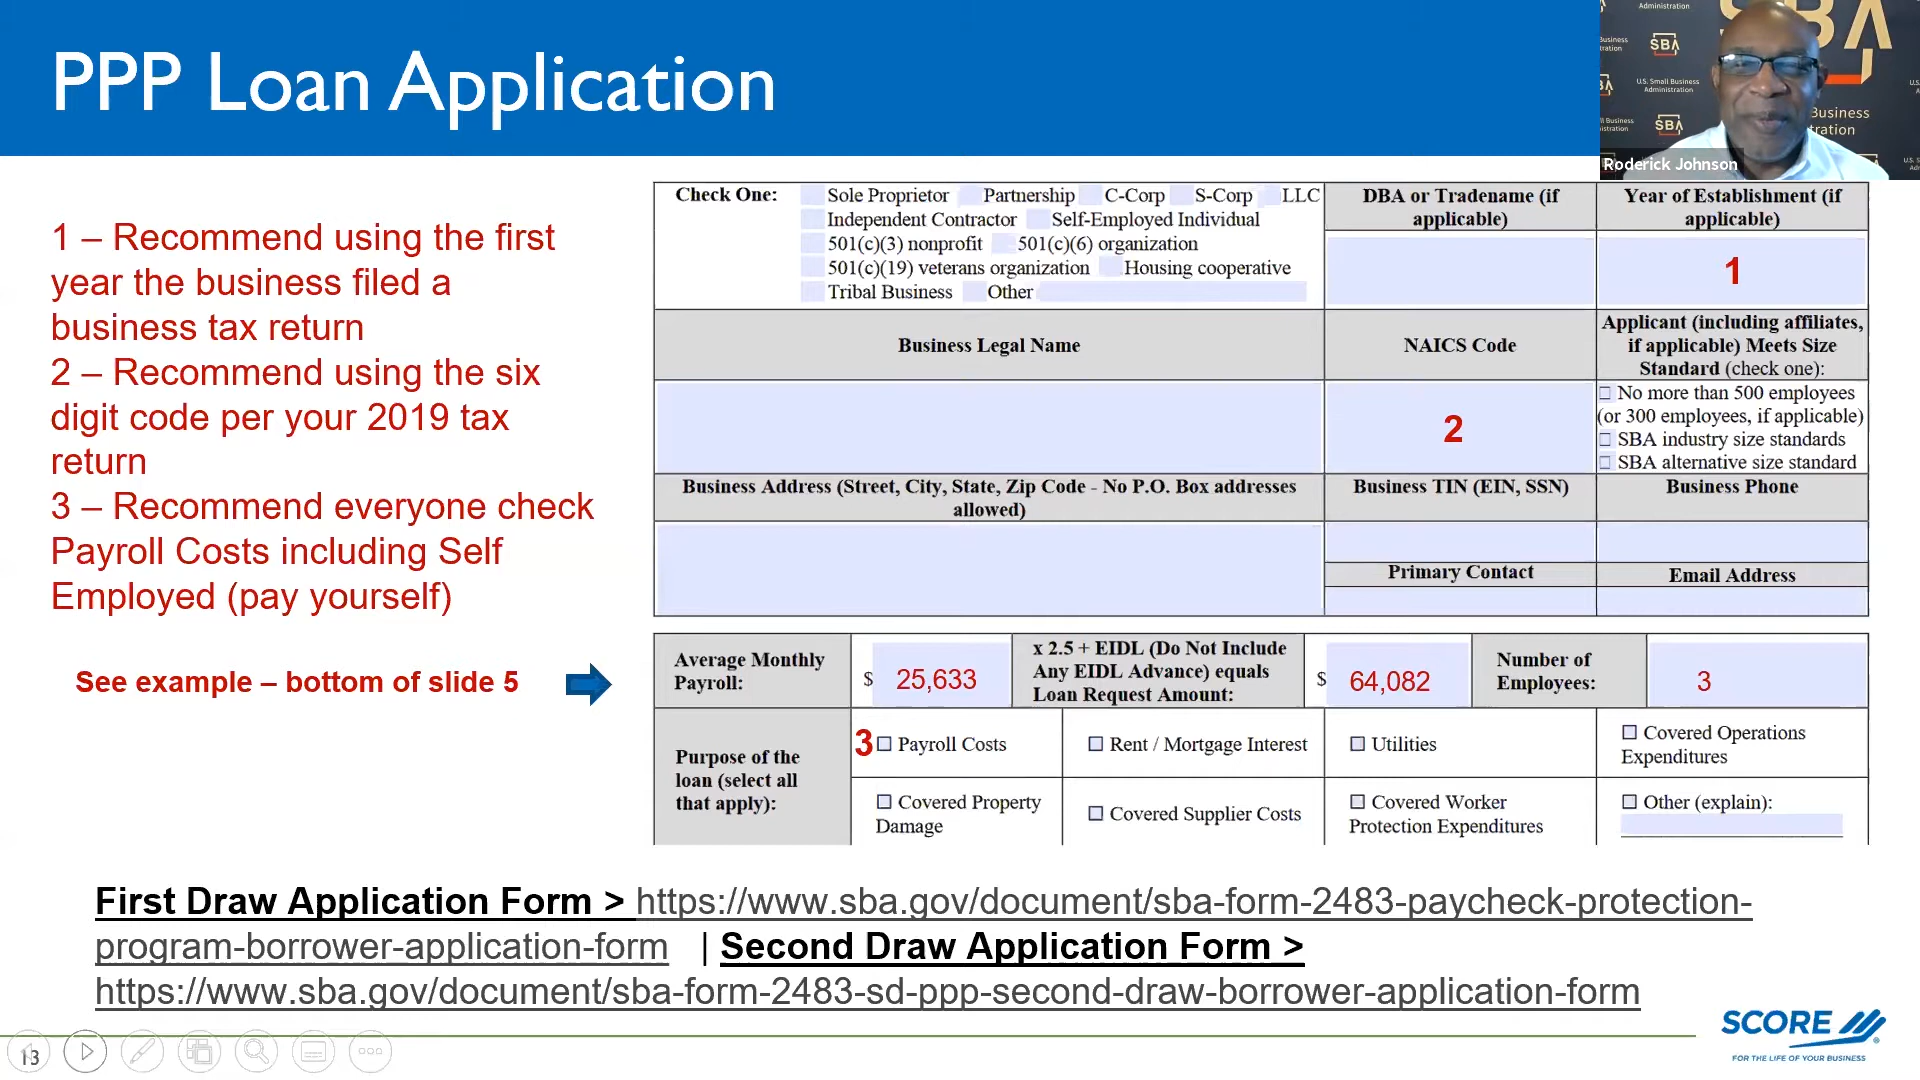 PPP Loan Application
Administration
SBA
U.S. Small Business
Administration
SBA
Business
Roderick Johnson
1 – Recommend using the first
year the business filed a
business tax return
2 – Recommend using the six
digit code per your 2019 tax
return
3 – Recommend everyone check
Payroll Costs including Self
Employed (pay yourself)
See example – bottom of slide 5
Check One:
Sole Proprietor Partnership C-Corp S-Corp LLC
Independent Contractor Self-Employed Individual
501(c)(3) nonprofit 501(c)(6) organization
501(c)(19) veterans organization Housing cooperative
Tribal Business Other
DBA or Tradename (if
applicable)
Year of Establishment (if
applicable)
1
Business Legal Name
NAICS Code
Applicant (including affiliates,
if applicable) Meets Size
Standard (check one):
2
☐ No more than 500 employees
(or 300 employees, if applicable)
☐ SBA industry size standards
☐ SBA alternative size standard
Business Address (Street, City, State, Zip Code - No P.O. Box addresses
allowed)
Business TIN (EIN, SSN)
Business Phone
Primary Contact
Email Address
Average Monthly
Payroll:
$ 25,633
x 2.5 + EIDL (Do Not Include
Any EIDL Advance) equals
Loan Request Amount:
$ 64,082
Number of
Employees:
3
Purpose of the
loan (select all
that apply):
3 ☐ Payroll Costs
☐ Rent / Mortgage Interest
☐ Utilities
☐ Covered Operations
Expenditures
☐ Covered Property
Damage
☐ Covered Supplier Costs
☐ Covered Worker
Protection Expenditures
☐ Other (explain):
First Draw Application Form > https://www.sba.gov/document/sba-form-2483-paycheck-protection-
program-borrower-application-form | Second Draw Application Form >
https://www.sba.gov/document/sba-form-2483-sd-ppp-second-draw-borrower-application-form
13
SCORE
FOR THE LIFE OF YOUR BUSINESS